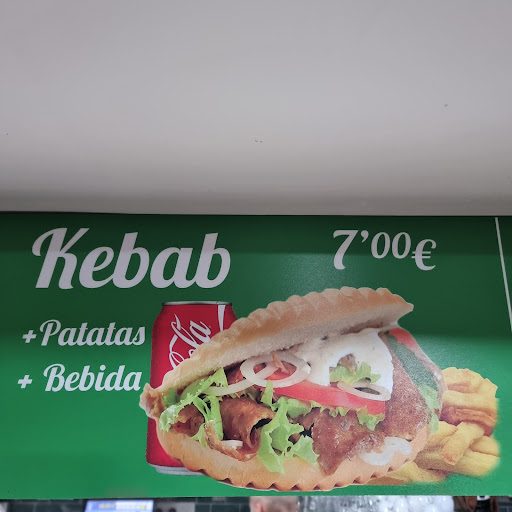 Kebab 7'00€
+Patatas
+ Bebida